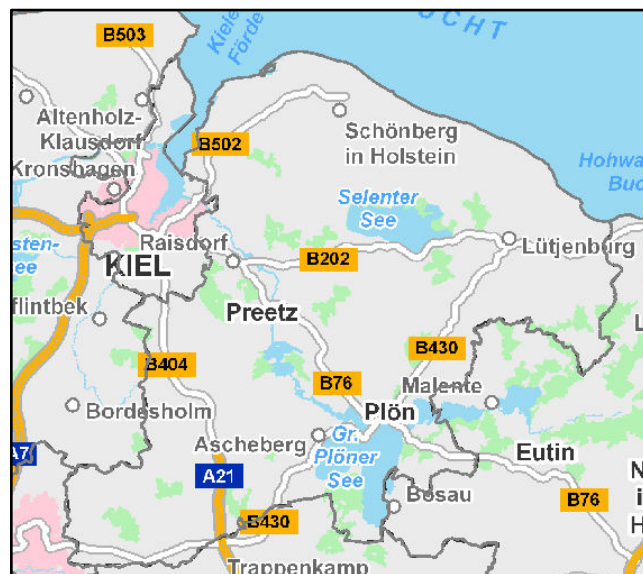 UCHT
B503
Kieler
Förde
Altenholz-
Klausdorf
Kronshagen
B502
Schönberg
in Holstein
Hohwa
Buc
Selenter
See
sten-
ee
KIEL
Raisdorf
Lütjenburg
B202
flintbek
Preetz
L
B404
B430
B76
Malente
Bordesholm
Plön
A7
Ascheberg
Gr.
Plöner
See
Eutin
A21
N
i
H
Bosau
B76
B430
Trappenkamp